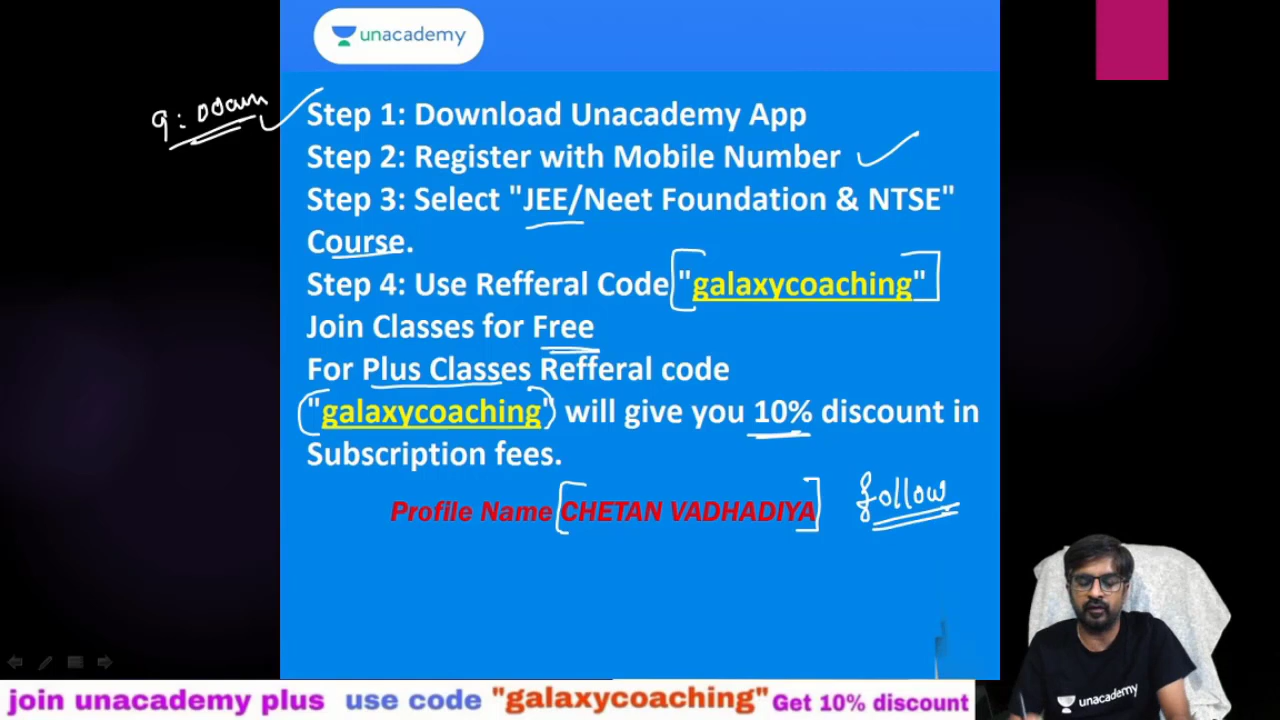 unacademy
9:00am
Step 1: Download Unacademy App
Step 2: Register with Mobile Number
Step 3: Select "JEE/Neet Foundation & NTSE"
Course.
Step 4: Use Refferal Code "galaxycoaching"
Join Classes for Free
For Plus Classes Refferal code
"galaxycoaching" will give you 10% discount in
Subscription fees.
Profile Name CHETAN VADHADIYA
follow
unacademy
join unacademy plus use code "galaxycoaching" Get 10% discount